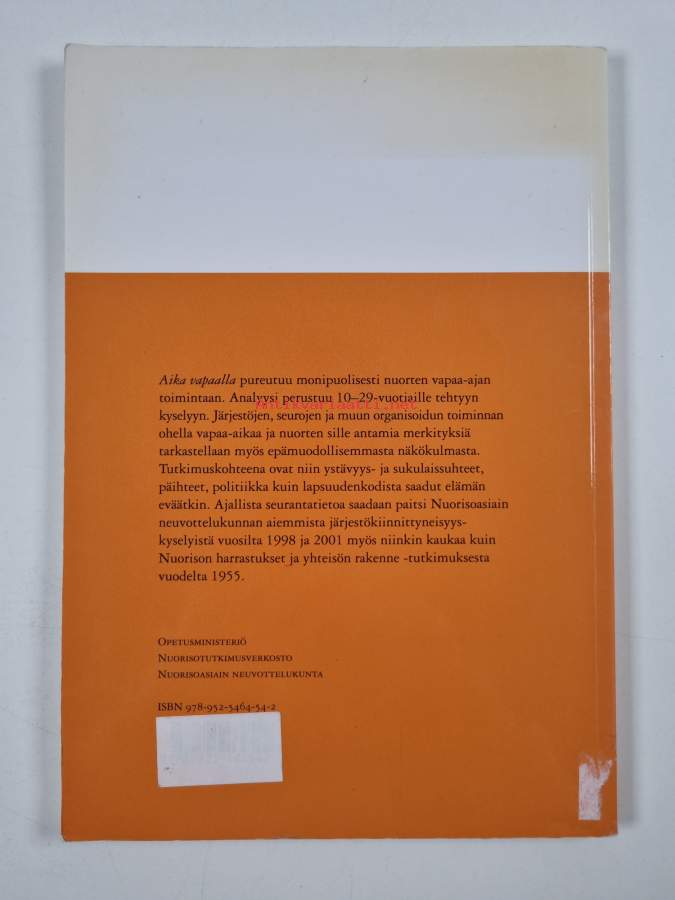 Aika vapaalla pureutuu monipuolisesti nuorten vapaa-ajan
toimintaan. Analyysi perustuu 10–29-vuotiaille tehtyyn
Antikvariaatti.net
kyselyyn. Järjestöjen, seurojen ja muun organisoidun toiminnan
ohella vapaa-aikaa ja nuorten sille antamia merkityksiä
tarkastellaan myös epämuodollisemmasta näkökulmasta.
Tutkimuskohteena ovat niin ystävyys- ja sukulaissuhteet,
päihteet, politiikka kuin lapsuudenkodista saadut elämän
eväätkin. Ajallista seurantatietoa saadaan paitsi Nuorisoasiain
neuvottelukunnan aiemmista järjestökiinnittyneisyys-
kyselyistä vuosilta 1998 ja 2001 myös niinkin kaukaa kuin
Nuorison harrastukset ja yhteisön rakenne -tutkimuksesta
vuodelta 1955.
Opetusministeriö
Nuorisotutkimusverkosto
Nuorisoasiain neuvottelukunta
ISBN 978-952-5464-54-2